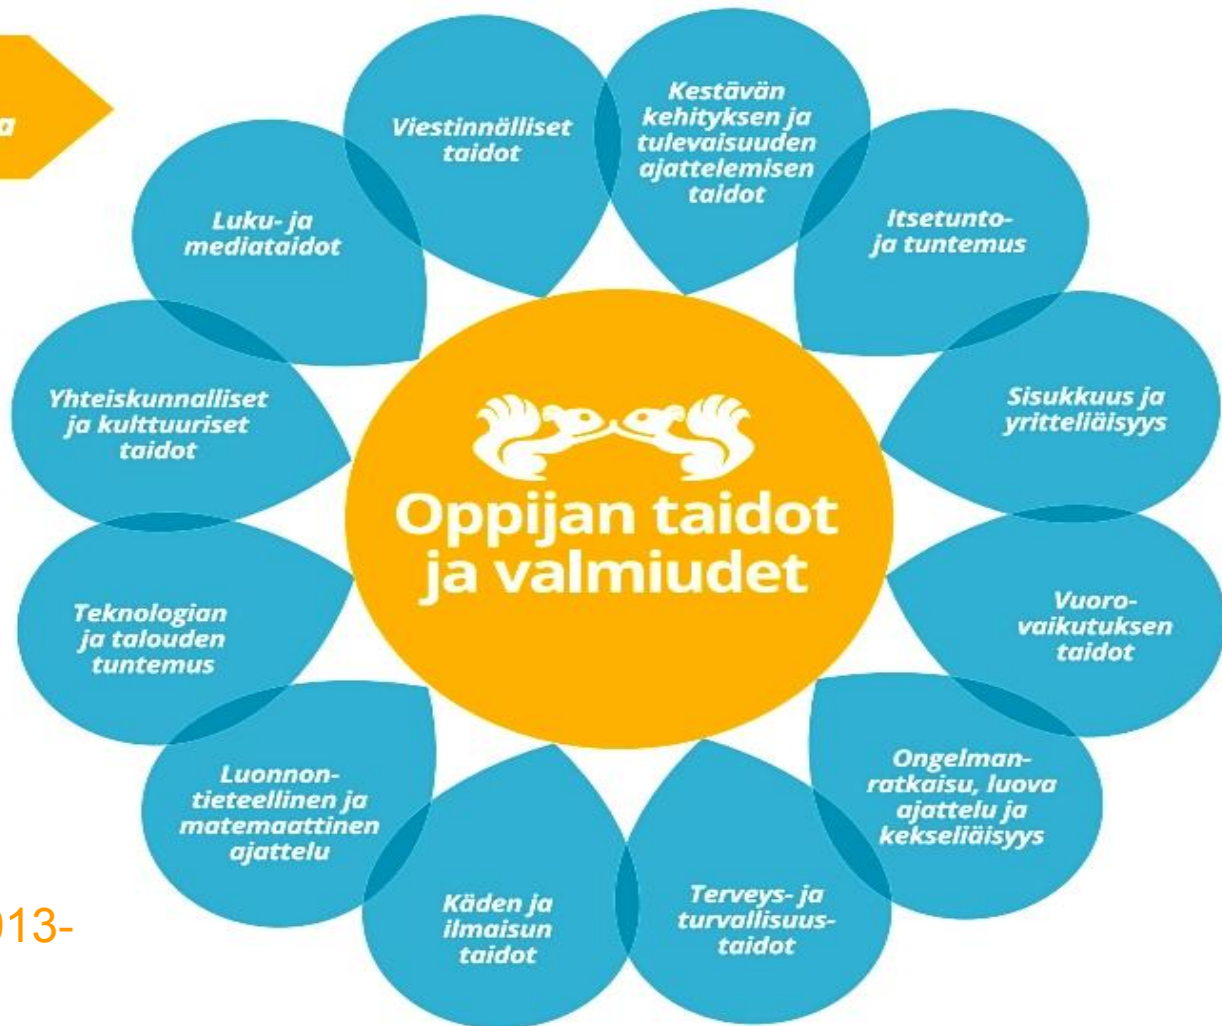 a
Viestinnälliset
taidot
Kestävän
kehityksen ja
tulevaisuuden
ajattelemisen
taidot
Itsetunto-
ja tuntemus
Sisukkuus ja
yritteliäisyys
Vuoro-
vaikutuksen
taidot
Ongelman-
ratkaisu, luova
ajattelu ja
kekseliäisyys
Terveys- ja
turvallisuus-
taidot
Käden ja
ilmaisun
taidot
Luonnon-
tieteellinen ja
matemaattinen
ajattelu
Teknologian
ja talouden
tuntemus
Yhteiskunnalliset
ja kulttuuriset
taidot
Luku- ja
mediataidot
Oppijan taidot
ja valmiudet
013-